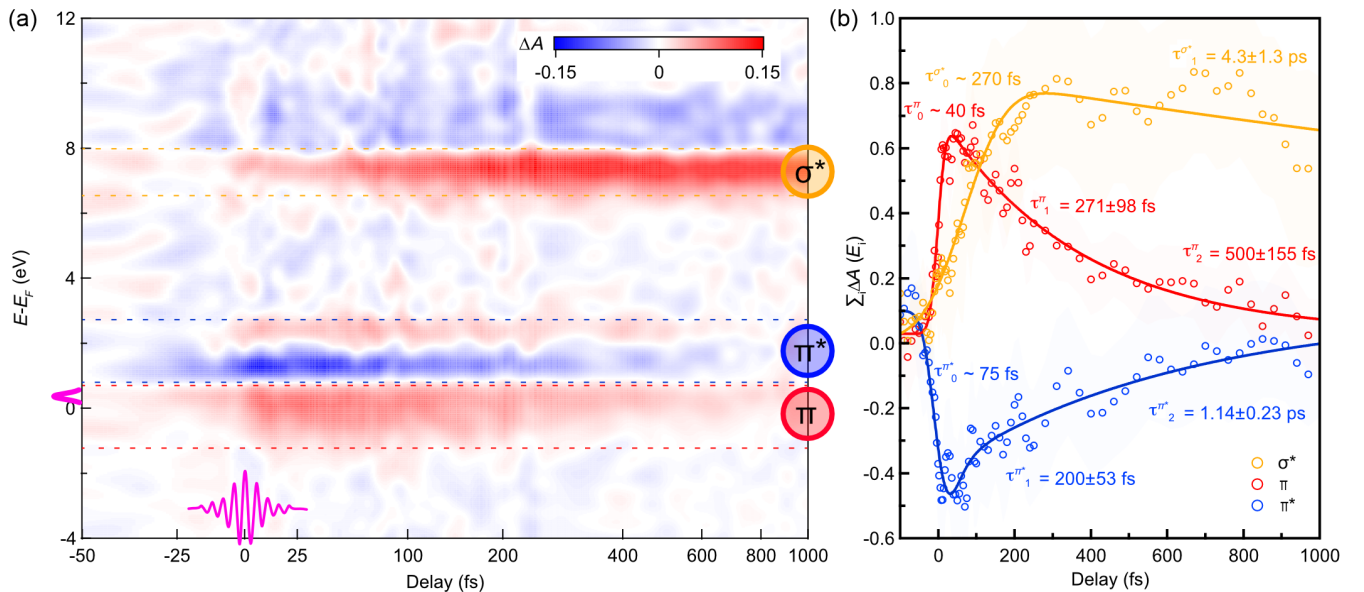 (a)
12
8
4
0
-4
E-E_F (eV)
ΔA
-0.15 0 0.15
σ*
π*
π
-50 -25 0 25 100 200 400 600 800 1000
Delay (fs)
(b)
1.0
0.8
0.6
0.4
0.2
0.0
-0.2
-0.4
-0.6
Σ_iΔA (E_i)
τ^σ*_1 = 4.3±1.3 ps
τ^σ*_0 ~ 270 fs
τ^π_0 ~ 40 fs
τ^π_1 = 271±98 fs
τ^π_2 = 500±155 fs
τ^π*_0 ~ 75 fs
τ^π*_2 = 1.14±0.23 ps
τ^π*_1 = 200±53 fs
σ*
π
π*
0 200 400 600 800 1000
Delay (fs)